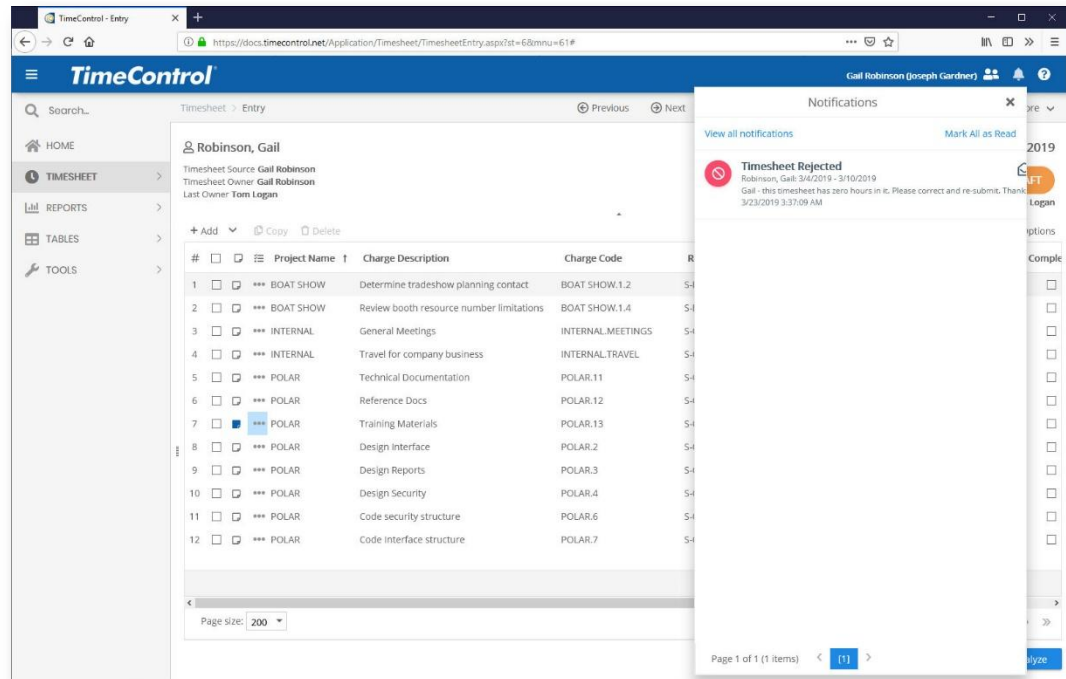 TimeControl - Entry
https://docs.timecontrol.net/Application/Timesheet/TimesheetEntry.aspx?st=6&mnu=61#
TimeControl
Gail Robinson (Joseph Gardner)
Search...
HOME
TIMESHEET
REPORTS
TABLES
TOOLS
Timesheet > Entry
Previous
Next
Robinson, Gail
2019
Timesheet Source Gail Robinson
Timesheet Owner Gail Robinson
Last Owner Tom Logan
Logan
+ Add Copy Delete
# Project Name ↑ Charge Description Charge Code R Comple
1 BOAT SHOW Determine tradeshow planning contact BOAT SHOW.1.2
2 BOAT SHOW Review booth resource number limitations BOAT SHOW.1.4
3 INTERNAL General Meetings INTERNAL.MEETINGS
4 INTERNAL Travel for company business INTERNAL.TRAVEL
5 POLAR Technical Documentation POLAR.11
6 POLAR Reference Docs POLAR.12
7 POLAR Training Materials POLAR.13
8 POLAR Design Interface POLAR.2
9 POLAR Design Reports POLAR.3
10 POLAR Design Security POLAR.4
11 POLAR Code security structure POLAR.6
12 POLAR Code interface structure POLAR.7
Page size: 200
Notifications
View all notifications Mark All as Read
Timesheet Rejected
Robinson, Gail: 3/4/2019 - 3/10/2019
Gail - this timesheet has zero hours in it. Please correct and re-submit. Thank
3/23/2019 3:37:09 AM
Page 1 of 1 (1 items) < [1] >